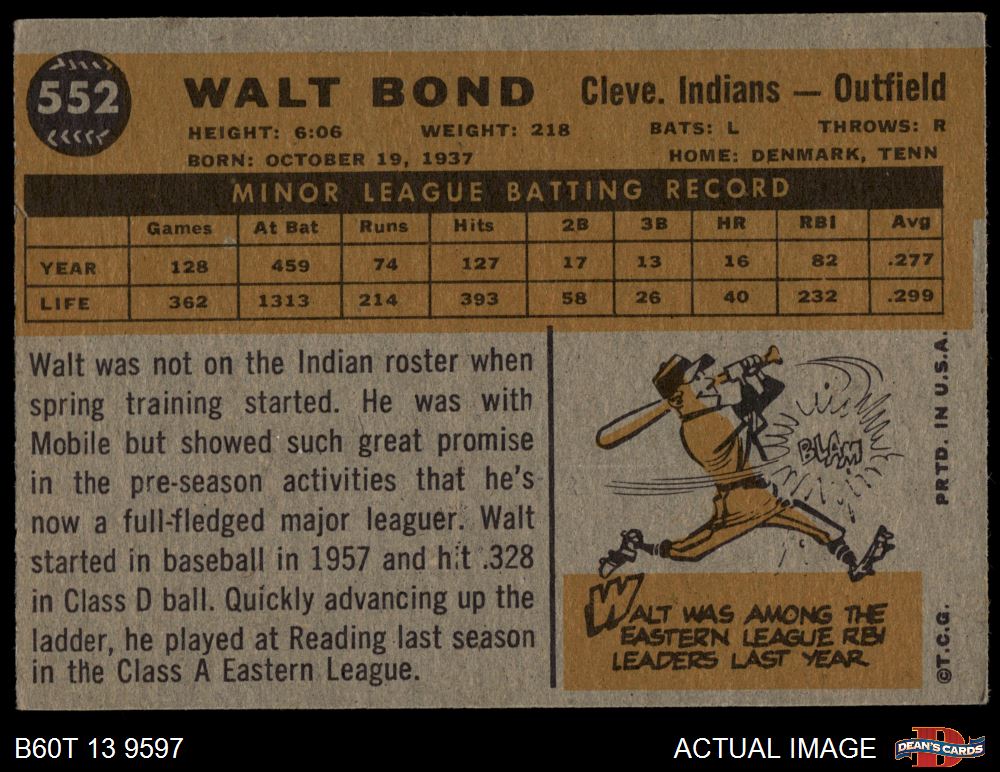 552
WALT BOND Cleve. Indians — Outfield
HEIGHT: 6:06 WEIGHT: 218 BATS: L THROWS: R
BORN: OCTOBER 19, 1937 HOME: DENMARK, TENN
MINOR LEAGUE BATTING RECORD
Games At Bat Runs Hits 2B 3B HR RBI Avg
YEAR 128 459 74 127 17 13 16 82 .277
LIFE 362 1313 214 393 58 26 40 232 .299
Walt was not on the Indian roster when
spring training started. He was with
Mobile but showed such great promise
in the pre-season activities that he's
now a full-fledged major leaguer. Walt
started in baseball in 1957 and hit .328
in Class D ball. Quickly advancing up the
ladder, he played at Reading last season
in the Class A Eastern League.
BLAM
WALT WAS AMONG THE
EASTERN LEAGUE RBI
LEADERS LAST YEAR
©T.C.G. PRTD. IN U.S.A.
B60T 13 9597 ACTUAL IMAGE DEAN'S CARDS